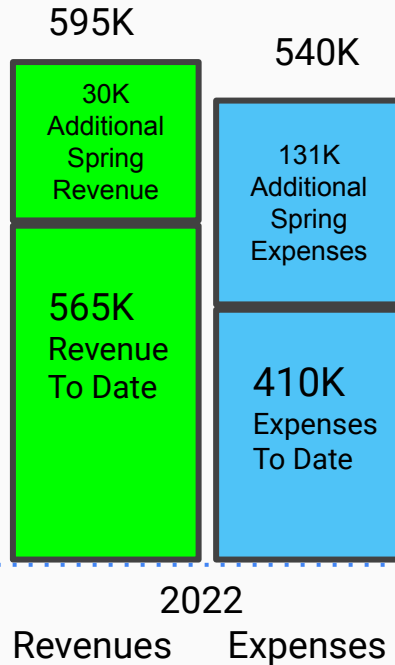 595K
30K
Additional
Spring
Revenue
565K
Revenue
To Date
540K
131K
Additional
Spring
Expenses
410K
Expenses
To Date
2022
Revenues Expenses